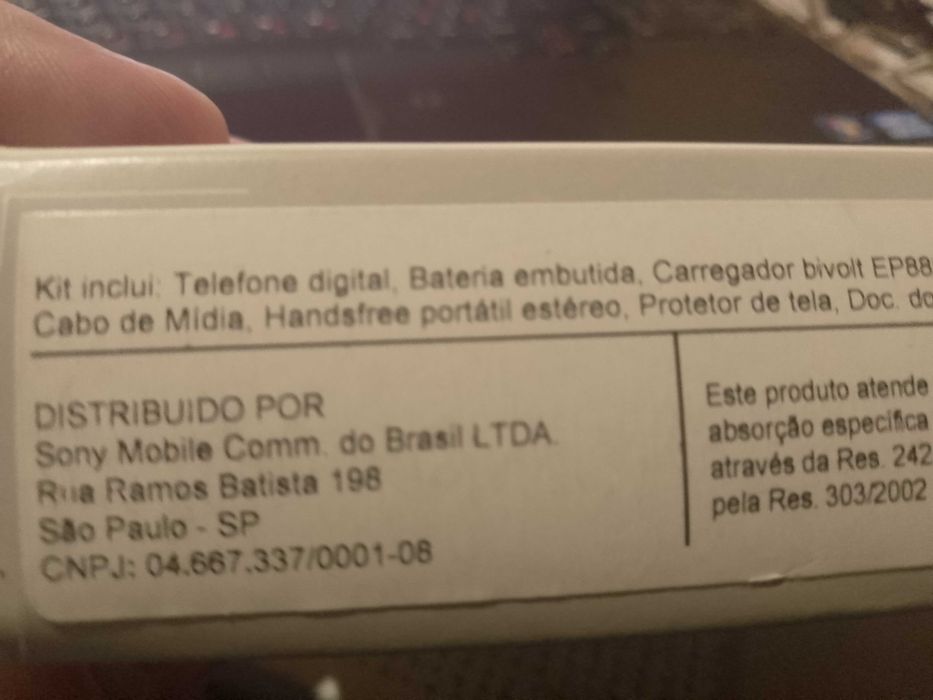 Kit inclui: Telefone digital, Bateria embutida, Carregador bivolt EP88
Cabo de Mídia, Handsfree portátil estéreo, Protetor de tela, Doc. do
DISTRIBUIDO POR
Sony Mobile Comm. do Brasil LTDA.
Rua Ramos Batista 198
São Paulo - SP
CNPJ: 04.667.337/0001-08
Este produto atende
absorção específica
através da Res. 242
pela Res. 303/2002